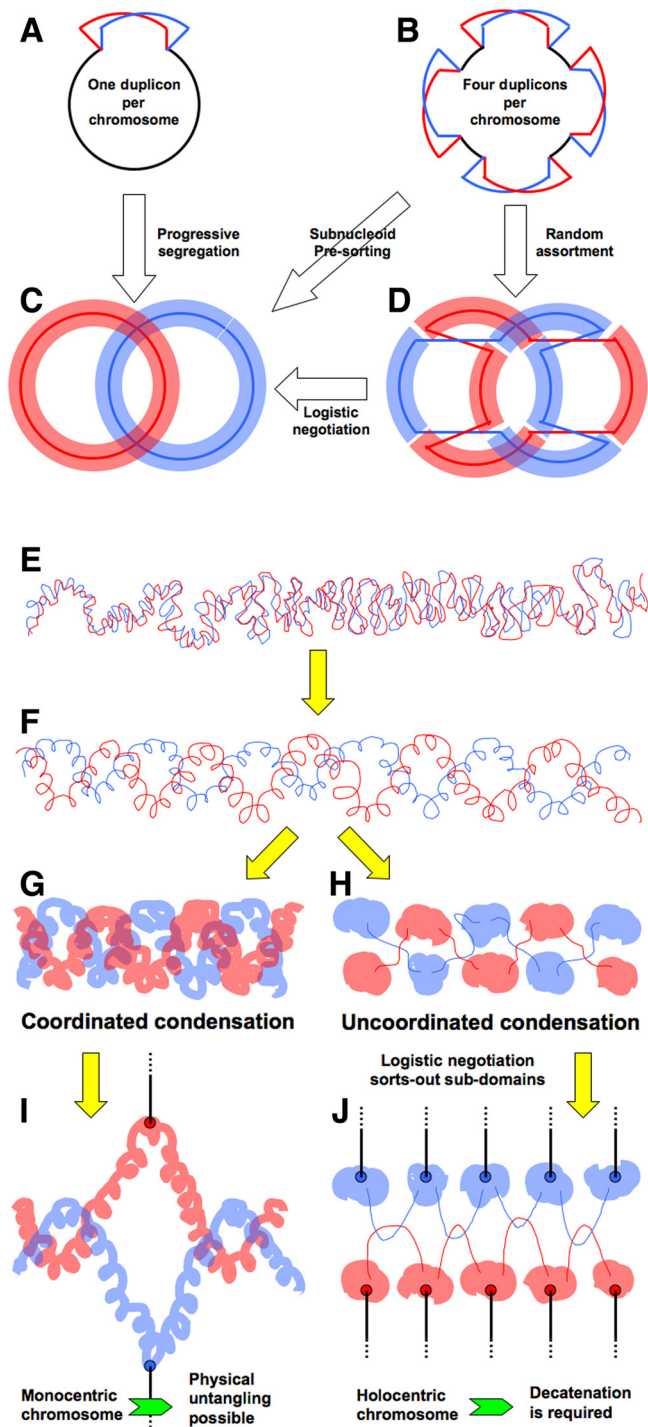 A
B
One duplicon
per
chromosome
Four duplicons
per
chromosome
Progressive
segregation
Subnucleoid
Pre-sorting
Random
assortment
C
D
Logistic
negotiation
E
F
G
H
Coordinated condensation
Uncoordinated condensation
Logistic negotiation
sorts-out sub-domains
I
J
Monocentric
chromosome
Physical
untangling
possible
Holocentric
chromosome
Decatenation
is required